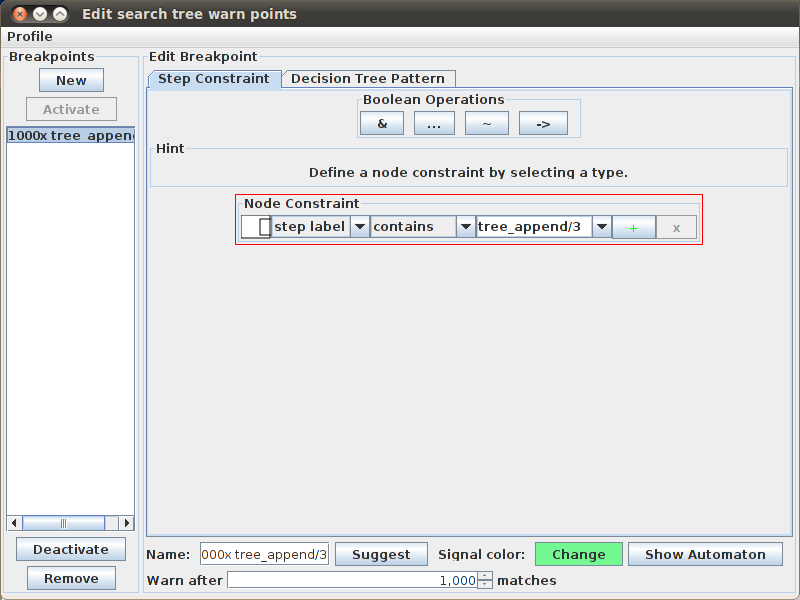 Edit search tree warn points
Profile
Breakpoints
New
Activate
1000x tree_appen
Deactivate
Remove
Edit Breakpoint
Step Constraint Decision Tree Pattern
Boolean Operations
& ... ~ ->
Hint
Define a node constraint by selecting a type.
Node Constraint
step label contains tree_append/3 + x
Name: 000x tree_append/3 Suggest Signal color: Change Show Automaton
Warn after 1,000 matches